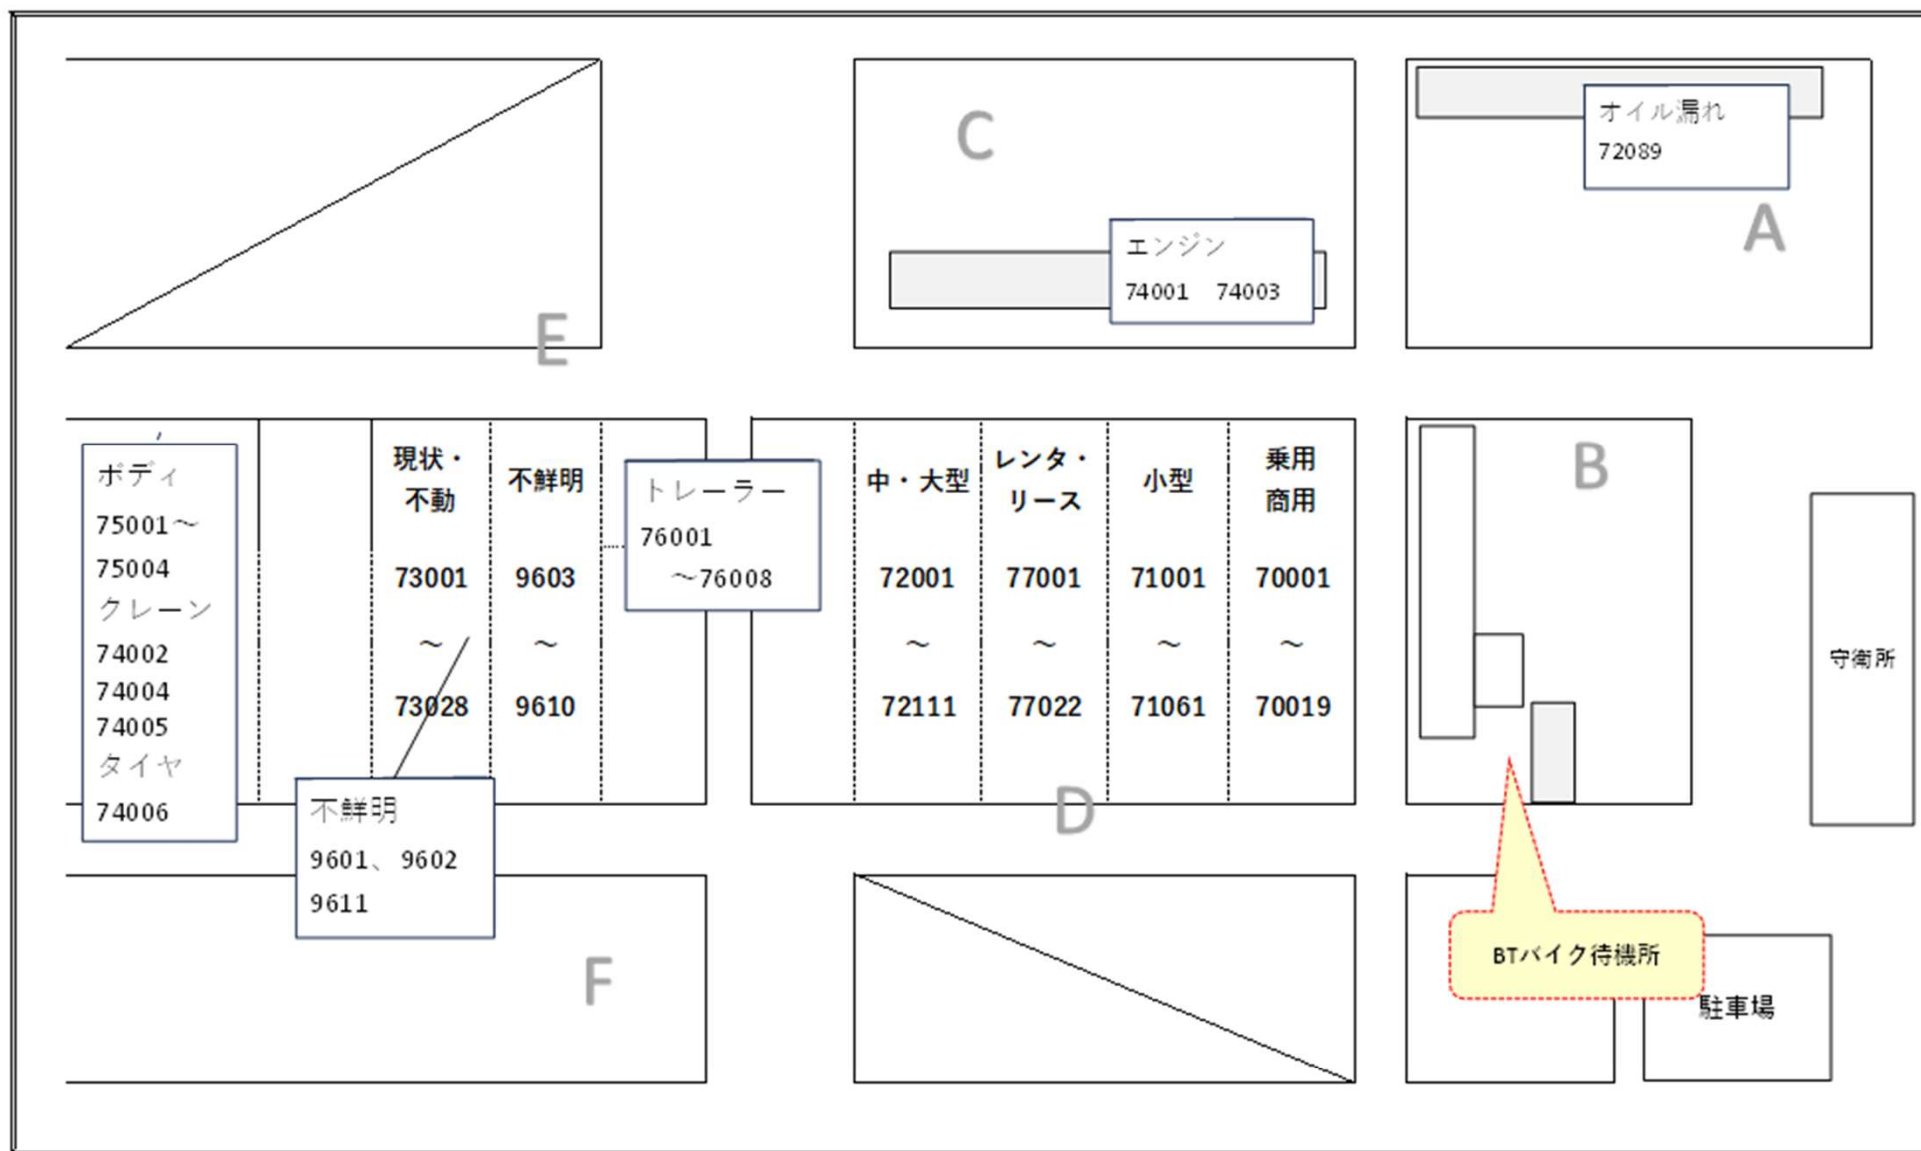 C
オイル漏れ
72089
A
エンジン
74001　74003
E
ボディ
75001～
75004
クレーン
74002
74004
74005
タイヤ
74006
現状・
不動
73001
～
73028
不鮮明
9603
～
9610
不鮮明
9601、9602
9611
トレーラー
76001
～76008
中・大型
72001
～
72111
レンタ・
リース
77001
～
77022
小型
71001
～
71061
乗用
商用
70001
～
70019
D
B
守衛所
F
BTバイク待機所
駐車場